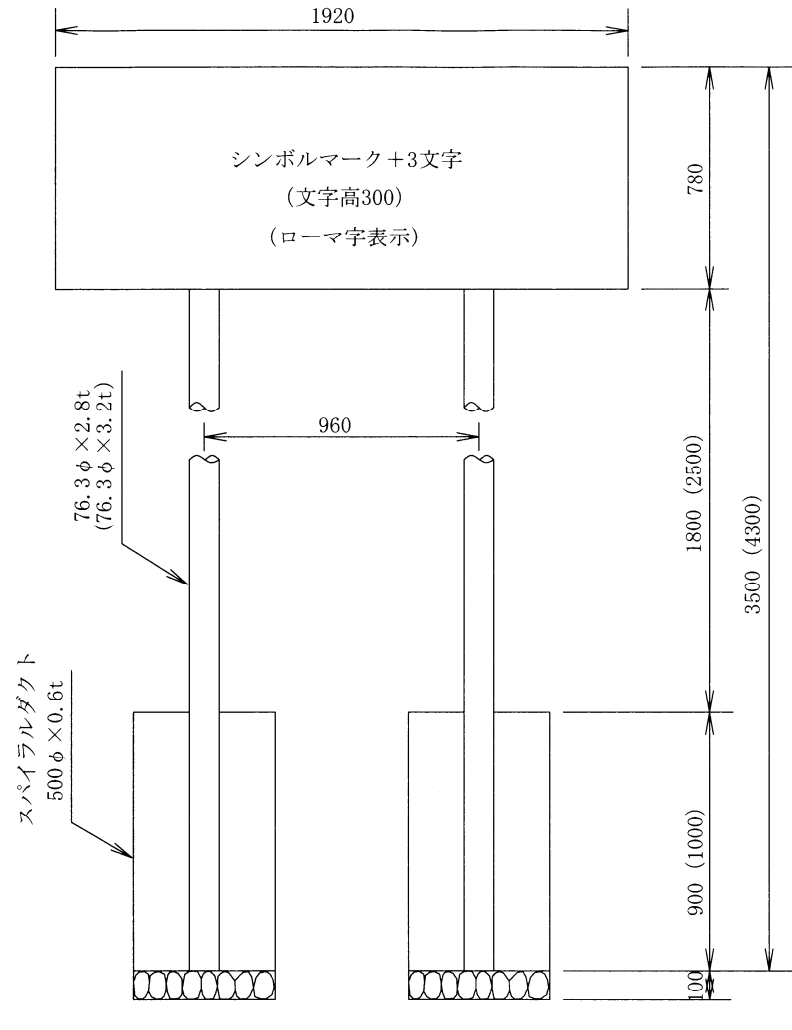 1920
シンボルマーク＋3文字
(文字高300)
(ローマ字表示)
780
960
76.3φ×2.8t
(76.3φ×3.2t)
1800 (2500)
3500 (4300)
スパイラルダクト
500φ×0.6t
900 (1000)
100